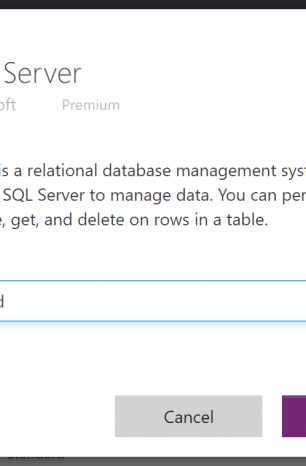 Server
oft Premium
is a relational database management sys
SQL Server to manage data. You can per
e, get, and delete on rows in a table.
d
Cancel